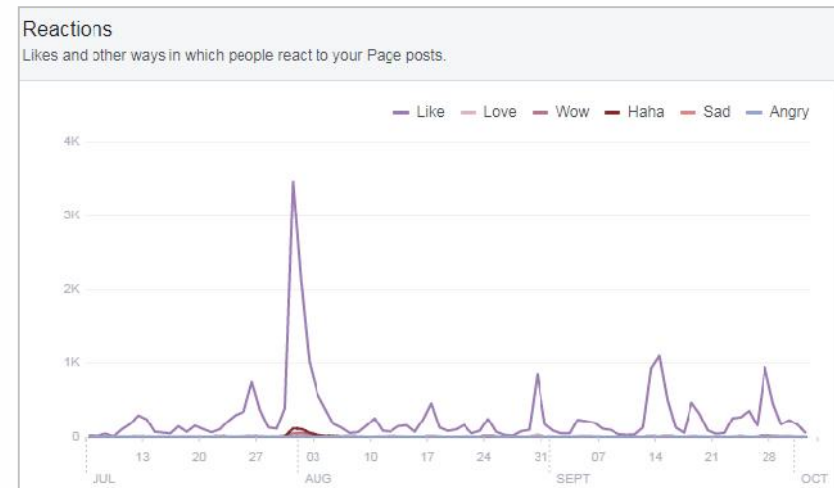 Reactions
Likes and other ways in which people react to your Page posts.
Like Love Wow Haha Sad Angry
4K
3K
2K
1K
0
13 20 27 03 10 17 24 31 07 14 21 28
JUL AUG SEPT OCT